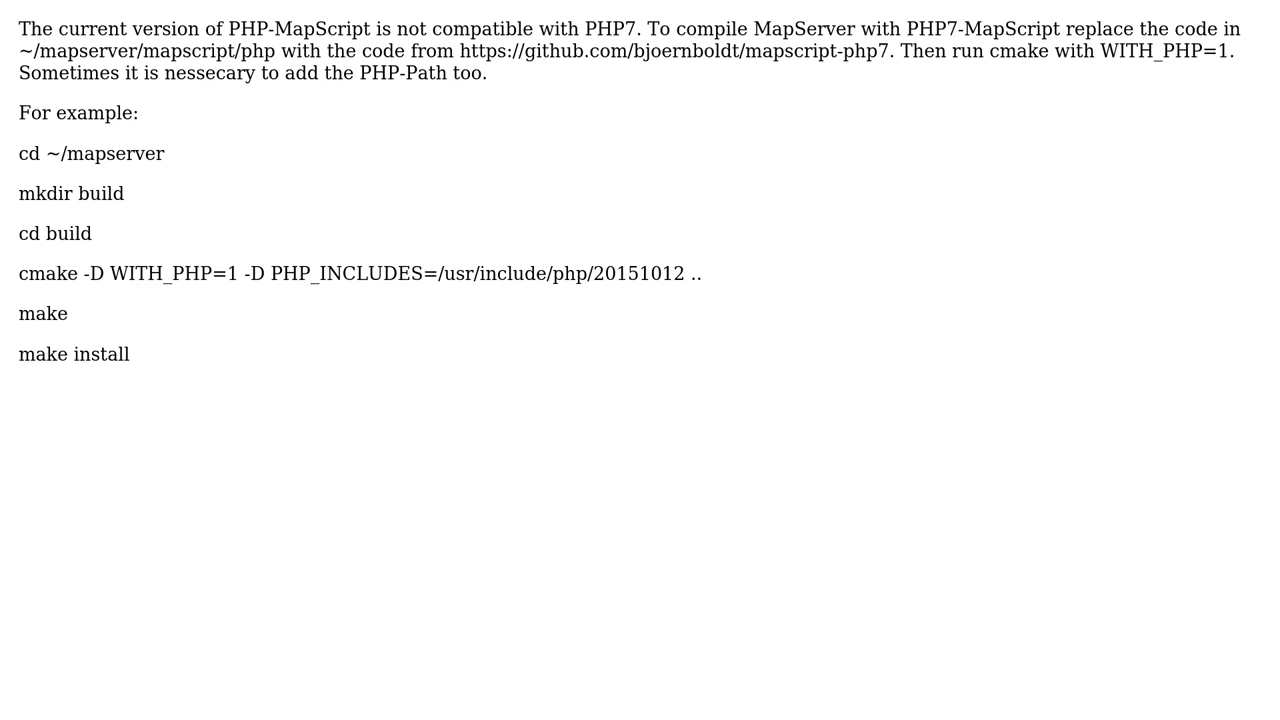 The current version of PHP-MapScript is not compatible with PHP7. To compile MapServer with PHP7-MapScript replace the code in
~/mapserver/mapscript/php with the code from https://github.com/bjoernboldt/mapscript-php7. Then run cmake with WITH_PHP=1.
Sometimes it is nessecary to add the PHP-Path too.
For example:
cd ~/mapserver
mkdir build
cd build
cmake -D WITH_PHP=1 -D PHP_INCLUDES=/usr/include/php/20151012 ..
make
make install